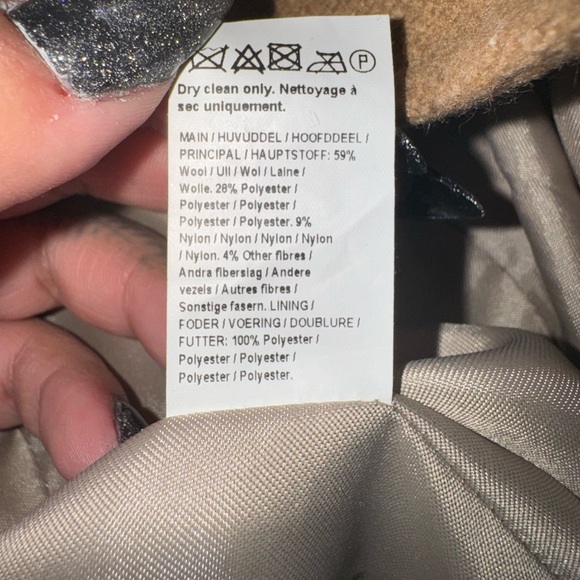 P
Dry clean only. Nettoyage à
sec uniquement.
MAIN / HUVUDDEL / HOOFDDEEL /
PRINCIPAL / HAUPTSTOFF: 59%
Wool / Ull / Wol / Laine /
Wolle. 28% Polyester /
Polyester / Polyester /
Polyester / Polyester. 9%
Nylon / Nylon / Nylon / Nylon
/ Nylon. 4% Other fibres /
Andra fiberslag / Andere
vezels / Autres fibres /
Sonstige fasern. LINING /
FODER / VOERING / DOUBLURE /
FUTTER: 100% Polyester /
Polyester / Polyester /
Polyester / Polyester.